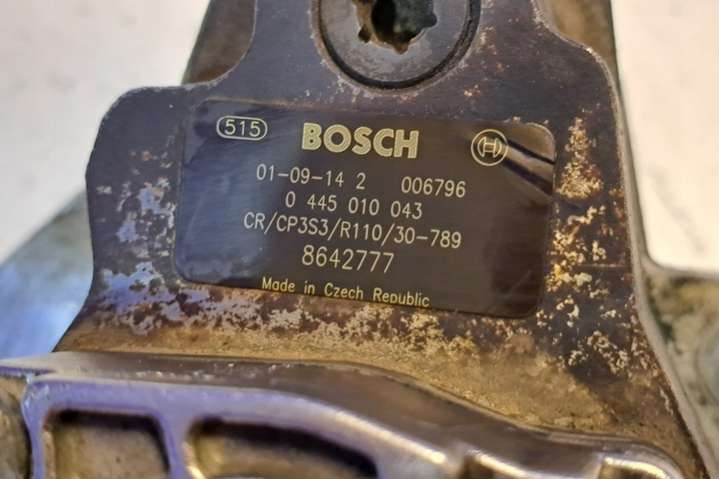 515 BOSCH
01-09-14 2 006796
0 445 010 043
CR/CP3S3/R110/30-789
8642777
Made in Czech Republic